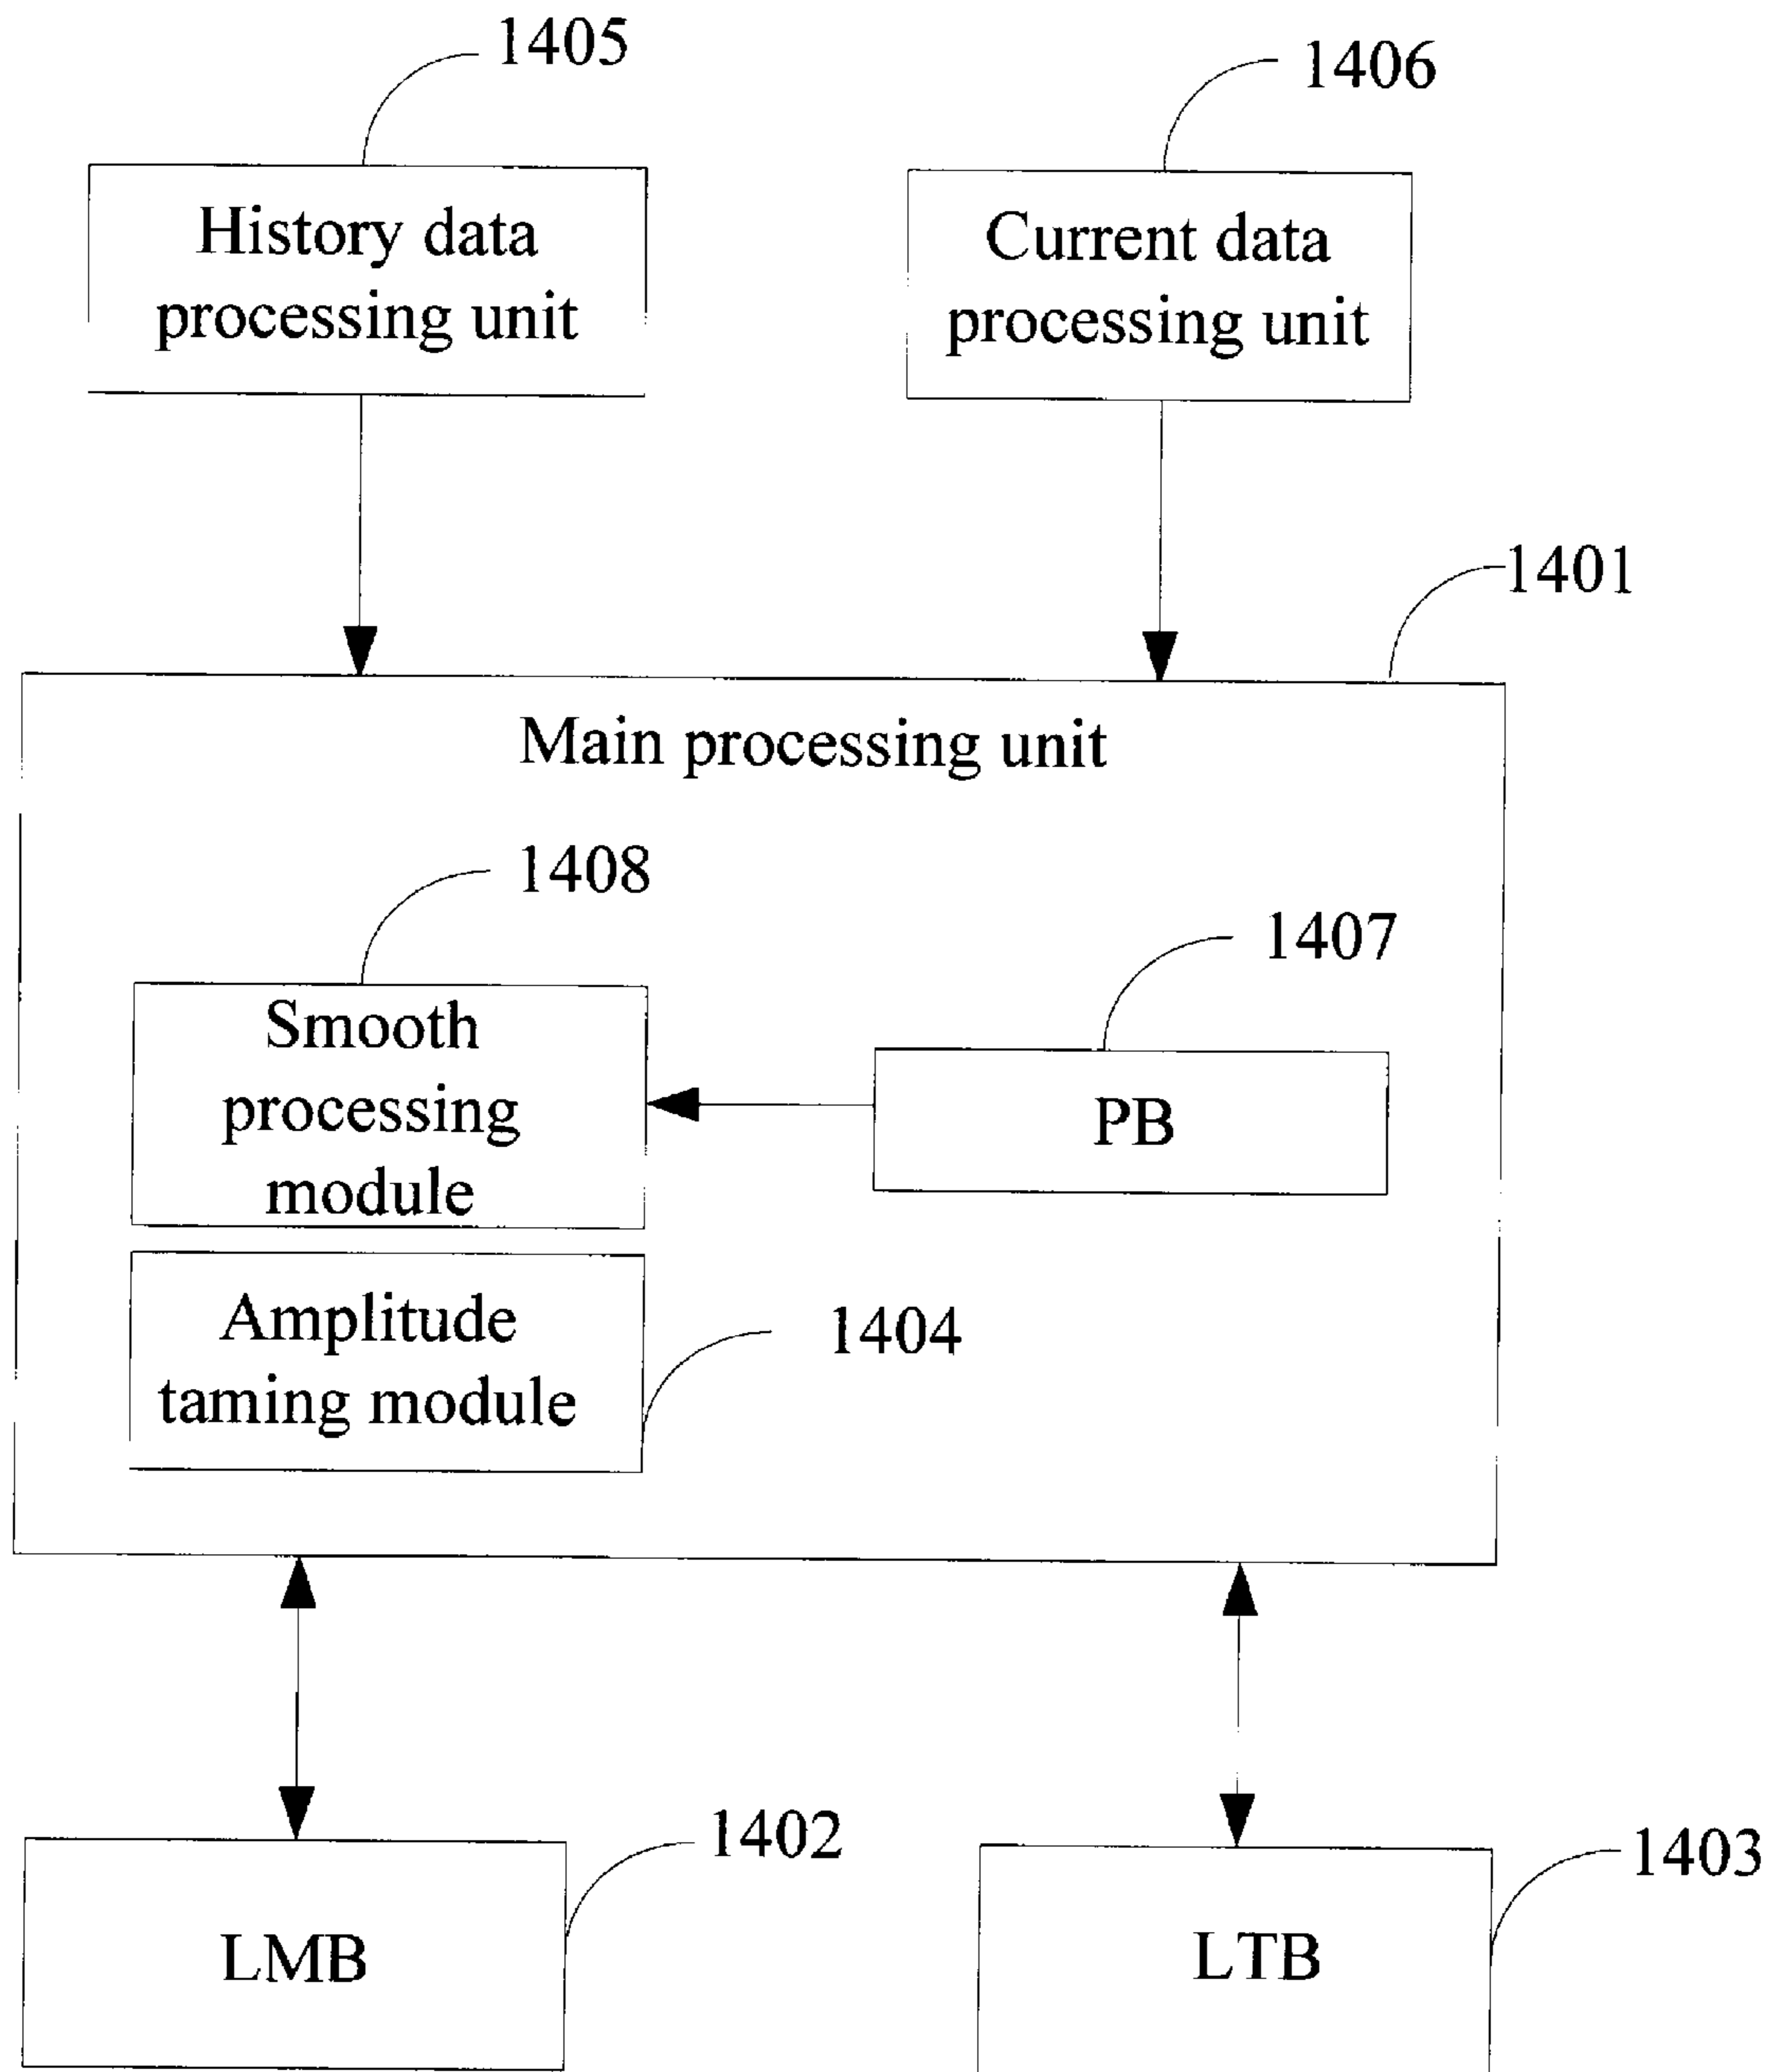 1405
1406
History data
processing unit
Current data
processing unit
1401
Main processing unit
1408
1407
Smooth
processing
module
PB
Amplitude
taming module
1404
1402
1403
LMB
LTB